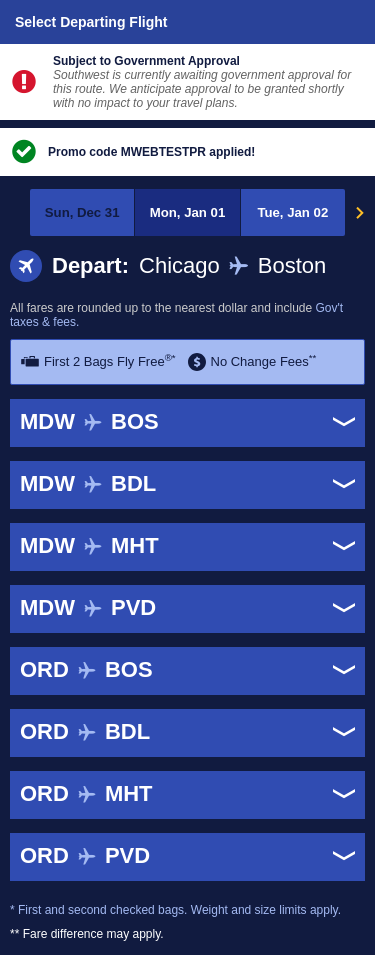 Select Departing Flight
Subject to Government Approval
Southwest is currently awaiting government approval for
this route. We anticipate approval to be granted shortly
with no impact to your travel plans.
Promo code MWEBTESTPR applied!
Sun, Dec 31 Mon, Jan 01 Tue, Jan 02
Depart: Chicago Boston
All fares are rounded up to the nearest dollar and include Gov't
taxes & fees.
First 2 Bags Fly Free®* No Change Fees**
MDW BOS
MDW BDL
MDW MHT
MDW PVD
ORD BOS
ORD BDL
ORD MHT
ORD PVD
* First and second checked bags. Weight and size limits apply.
** Fare difference may apply.